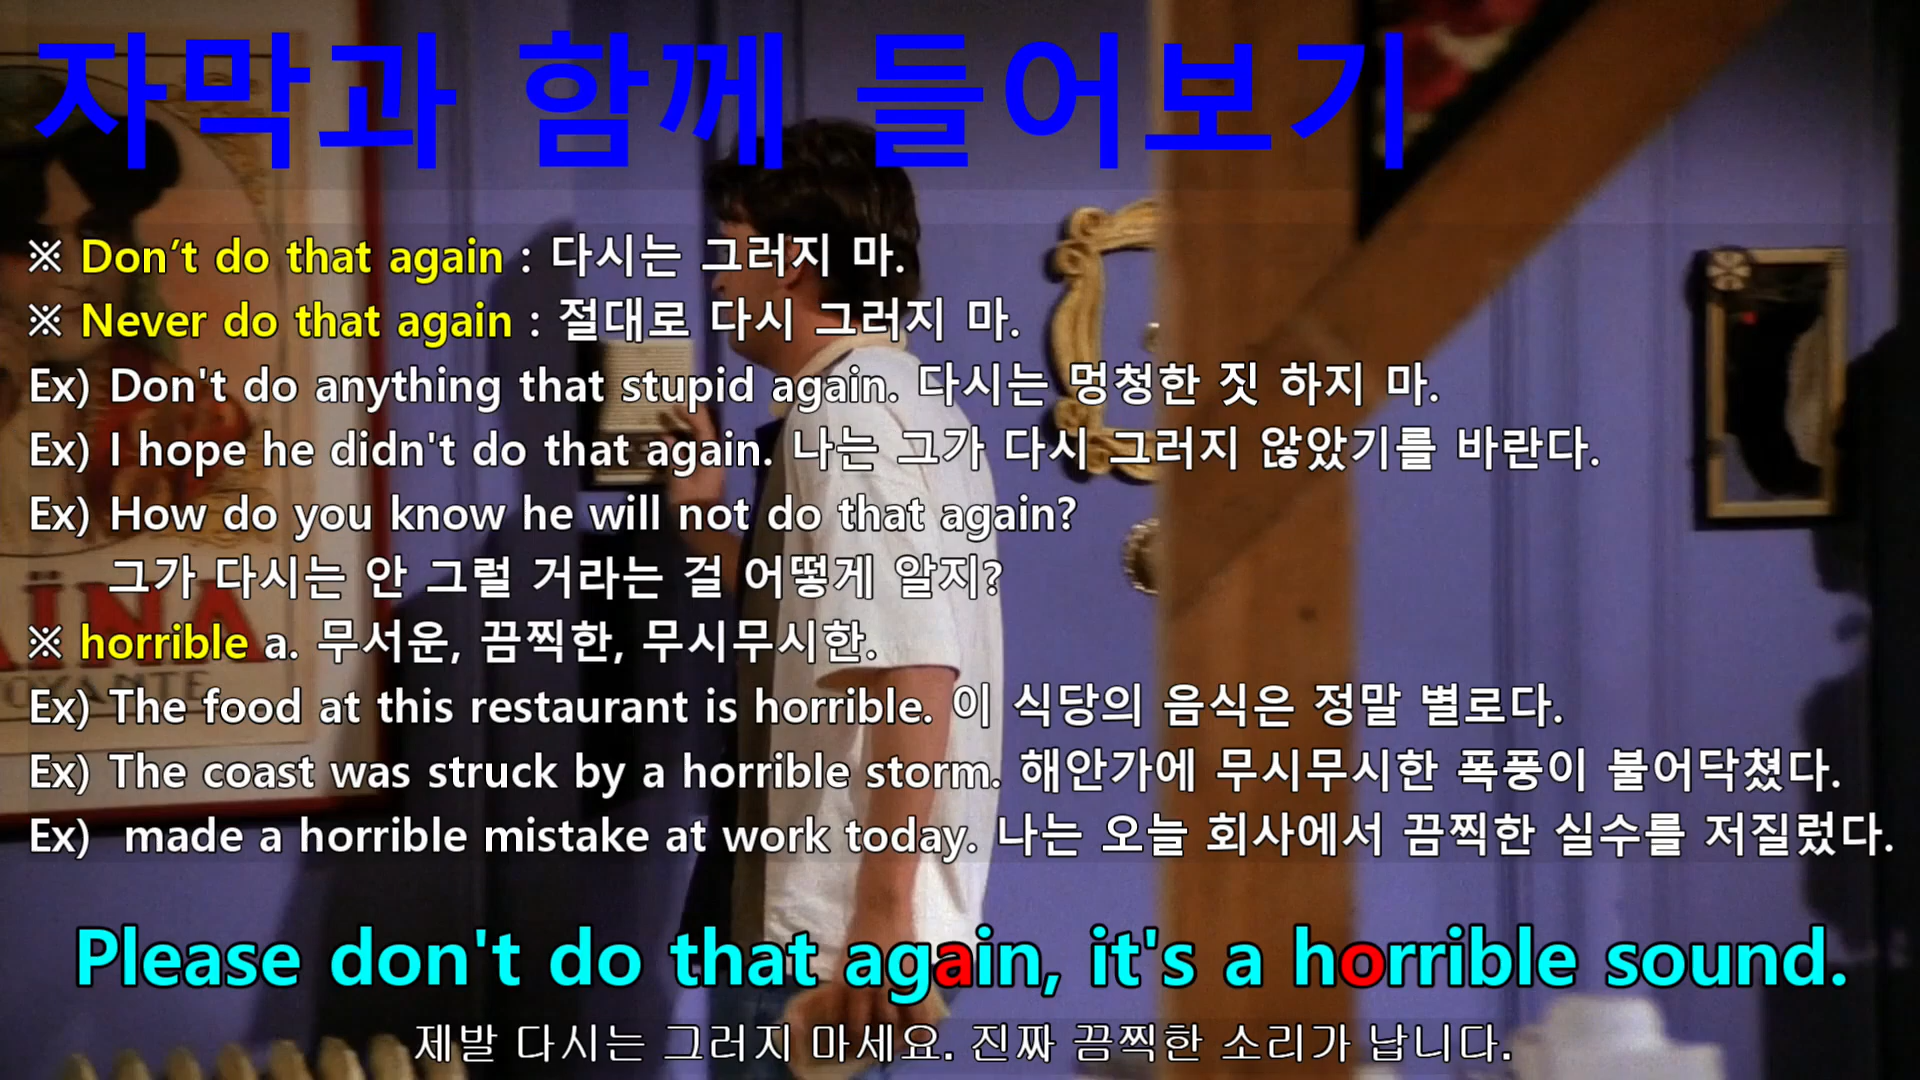 자막과 함께 들어보기
※ Don’t do that again : 다시는 그러지 마.
※ Never do that again : 절대로 다시 그러지 마.
Ex) Don't do anything that stupid again. 다시는 멍청한 짓 하지 마.
Ex) I hope he didn't do that again. 나는 그가 다시 그러지 않았기를 바란다.
Ex) How do you know he will not do that again?
그가 다시는 안 그럴 거라는 걸 어떻게 알지?
※ horrible a. 무서운, 끔찍한, 무시무시한.
Ex) The food at this restaurant is horrible. 이 식당의 음식은 정말 별로다.
Ex) The coast was struck by a horrible storm. 해안가에 무시무시한 폭풍이 불어닥쳤다.
Ex) made a horrible mistake at work today. 나는 오늘 회사에서 끔찍한 실수를 저질렀다.
Please don't do that again, it's a horrible sound.
제발 다시는 그러지 마세요. 진짜 끔찍한 소리가 납니다.